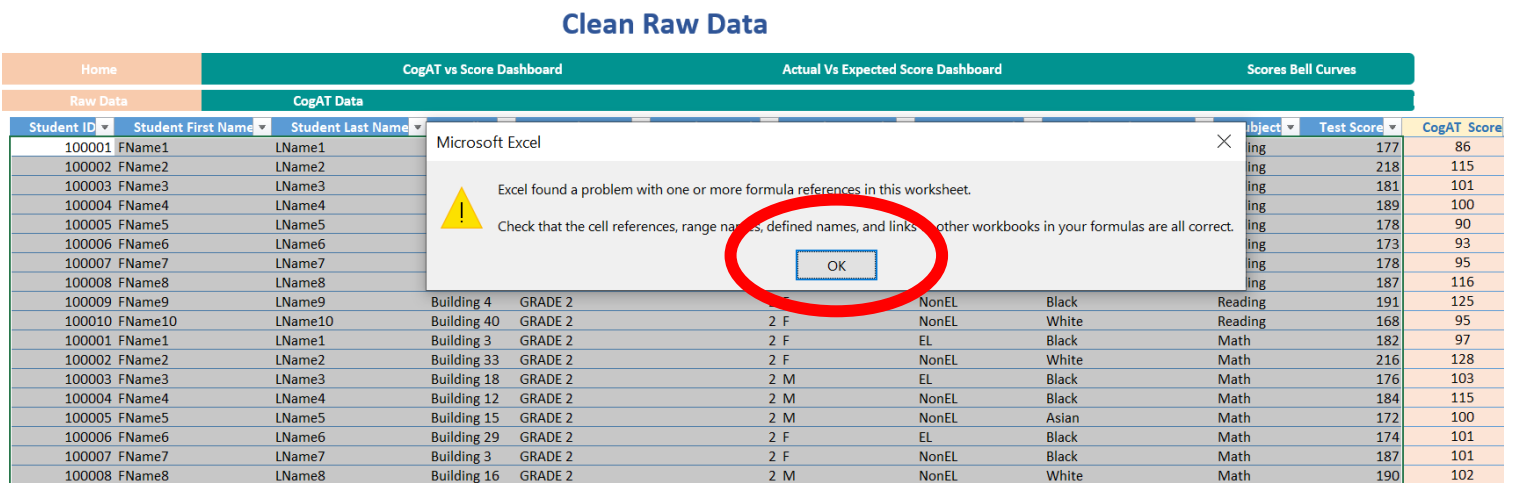 Clean Raw Data
Home CogAT vs Score Dashboard Actual Vs Expected Score Dashboard Scores Bell Curves
Raw Data CogAT Data
Student ID Student First Name Student Last Name Test Score CogAT Score
Microsoft Excel
Excel found a problem with one or more formula references in this worksheet.
Check that the cell references, range names, defined names, and links other workbooks in your formulas are all correct.
OK
100001 FName1 LName1 177 86
100002 FName2 LName2 218 115
100003 FName3 LName3 181 101
100004 FName4 LName4 189 100
100005 FName5 LName5 178 90
100006 FName6 LName6 173 93
100007 FName7 LName7 178 95
100008 FName8 LName8 187 116
100009 FName9 LName9 Building 4 GRADE 2 NonEL Black Reading 191 125
100010 FName10 LName10 Building 40 GRADE 2 2 F NonEL White Reading 168 95
100001 FName1 LName1 Building 3 GRADE 2 2 F EL Black Math 182 97
100002 FName2 LName2 Building 33 GRADE 2 2 F NonEL White Math 216 128
100003 FName3 LName3 Building 18 GRADE 2 2 M EL Black Math 176 103
100004 FName4 LName4 Building 12 GRADE 2 2 M NonEL Black Math 184 115
100005 FName5 LName5 Building 15 GRADE 2 2 M NonEL Asian Math 172 100
100006 FName6 LName6 Building 29 GRADE 2 2 F EL Black Math 174 101
100007 FName7 LName7 Building 3 GRADE 2 2 F NonEL Black Math 187 101
100008 FName8 LName8 Building 16 GRADE 2 2 M NonEL White Math 190 102